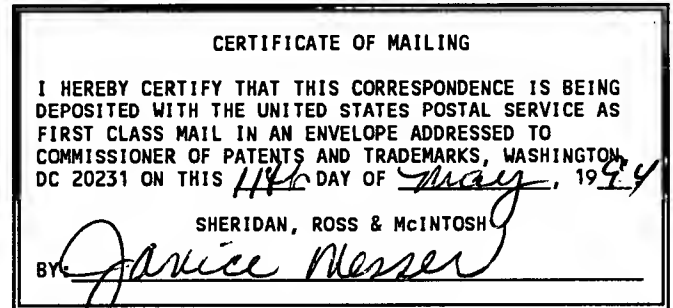 CERTIFICATE OF MAILING
I HEREBY CERTIFY THAT THIS CORRESPONDENCE IS BEING
DEPOSITED WITH THE UNITED STATES POSTAL SERVICE AS
FIRST CLASS MAIL IN AN ENVELOPE ADDRESSED TO
COMMISSIONER OF PATENTS AND TRADEMARKS, WASHINGTON,
DC 20231 ON THIS 11th DAY OF May, 1994
SHERIDAN, ROSS & McINTOSH
BY: Janice Messer